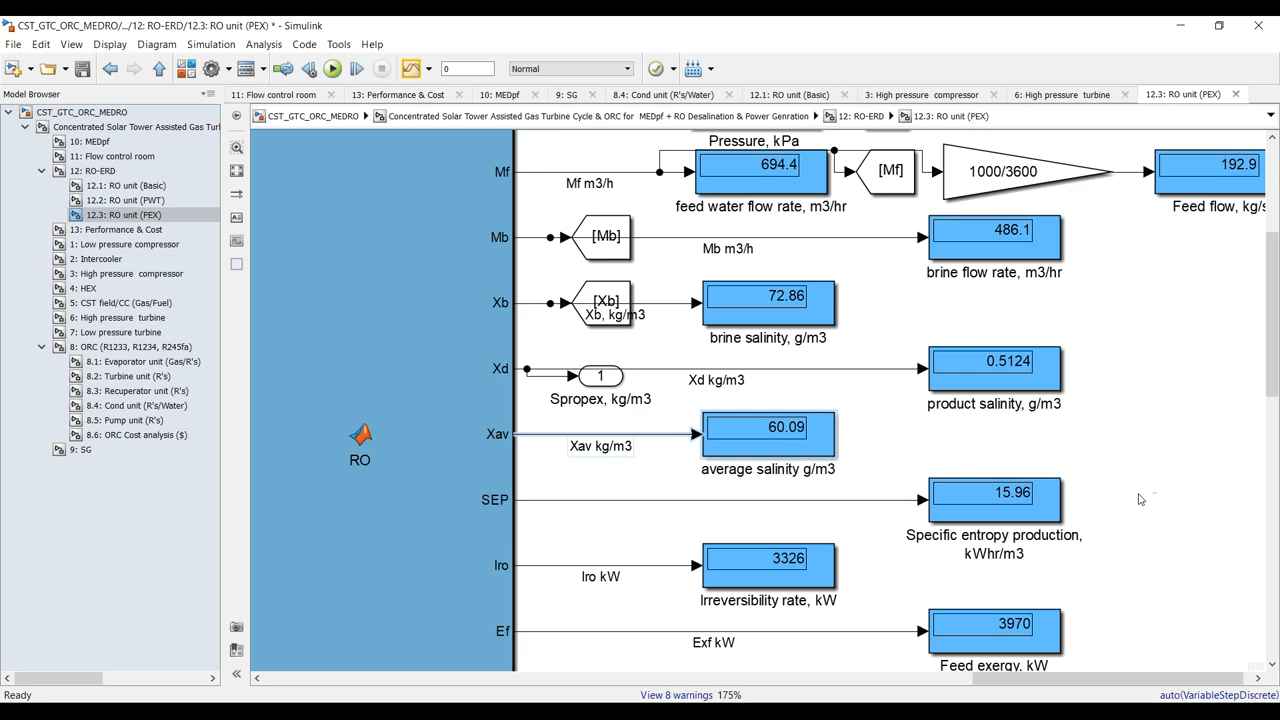 CST_GTC_ORC_MEDRO/.../12: RO-ERD/12.3: RO unit (PEX) * - Simulink
File Edit View Display Diagram Simulation Analysis Code Tools Help
0 Normal
Model Browser
11: Flow control room 13: Performance & Cost 10: MEDpf 9: SG 8.4: Cond unit (R's/Water) 12.1: RO unit (Basic) 3: High pressure compressor 6: High pressure turbine 12.3: RO unit (PEX)
CST_GTC_ORC_MEDRO Concentrated Solar Tower Assisted Gas Turbine Cycle & ORC for MEDpf + RO Desalination & Power Genration 12: RO-ERD 12.3: RO unit (PEX)
CST_GTC_ORC_MEDRO
Concentrated Solar Tower Assisted Gas Tur
10: MEDpf
11: Flow control room
12: RO-ERD
12.1: RO unit (Basic)
12.2: RO unit (PWT)
12.3: RO unit (PEX)
13: Performance & Cost
1: Low pressure compressor
2: Intercooler
3: High pressure compressor
4: HEX
5: CST field/CC (Gas/Fuel)
6: High pressure turbine
7: Low pressure turbine
8: ORC (R1233, R1234, R245fa)
8.1: Evaporator unit (Gas/R's)
8.2: Turbine unit (R's)
8.3: Recuperator unit (R's)
8.4: Cond unit (R's/Water)
8.5: Pump unit (R's)
8.6: ORC Cost analysis ($)
9: SG
RO
Pressure, kPa
Mf
Mf m3/h
694.4
feed water flow rate, m3/hr
[Mf]
1000/3600
192.9
Feed flow, kg/s
Mb
[Mb]
Mb m3/h
486.1
brine flow rate, m3/hr
Xb
[Xb]
Xb, kg/m3
72.86
brine salinity, g/m3
Xd
1
Spropex, kg/m3
Xd kg/m3
0.5124
product salinity, g/m3
Xav
Xav kg/m3
60.09
average salinity g/m3
SEP
15.96
Specific entropy production,
kWhr/m3
Iro
Iro kW
3326
Irreversibility rate, kW
Ef
Exf kW
3970
Feed exergy, kW
Ready View 8 warnings 175% auto(VariableStepDiscrete)